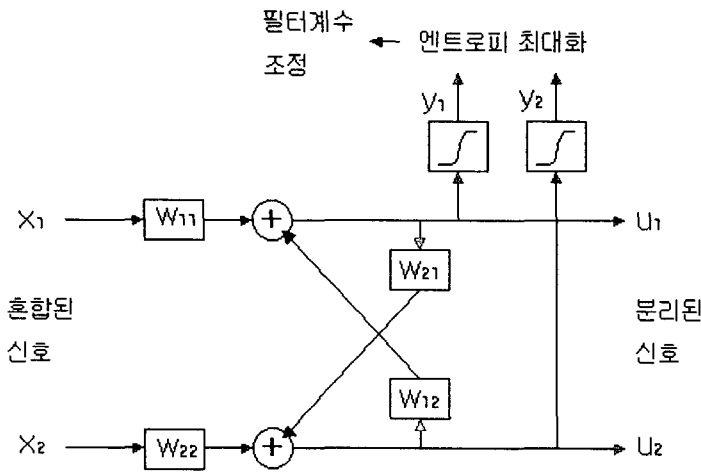 필터계수
조정
엔트로피 최대화
y1
y2
x1
W11
+
u1
W21
혼합된
신호
분리된
신호
W12
x2
W22
+
u2